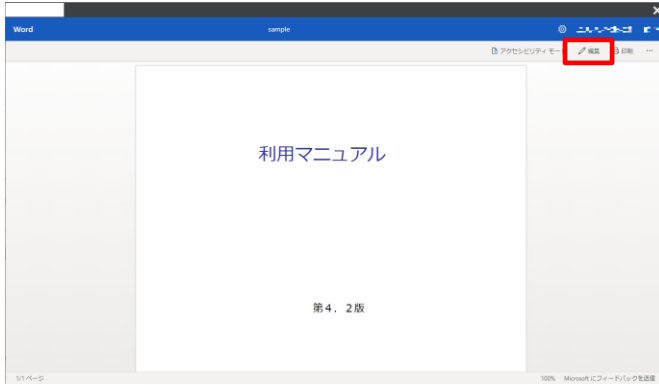 Word
sample
アクセシビリティ モード
編集
印刷
利用マニュアル
第4．2版
1/1 ページ
100%
Microsoft にフィードバックを送信